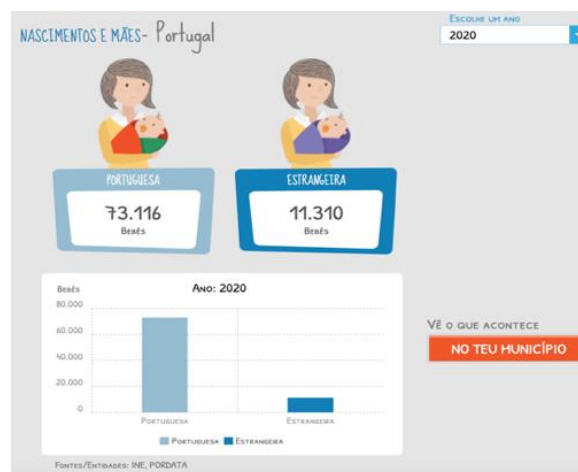 NASCIMENTOS E MÃES- Portugal
ESCOLHE UM ANO
2020
PORTUGUESA
73.116
BEBÉS
ESTRANGEIRA
11.310
BEBÉS
BEBÉS
ANO: 2020
80.000
60.000
40.000
20.000
0
PORTUGUESA
ESTRANGEIRA
PORTUGUESA ESTRANGEIRA
VÊ O QUE ACONTECE
NO TEU MUNICÍPIO
FONTES/ENTIDADES: INE, PORDATA